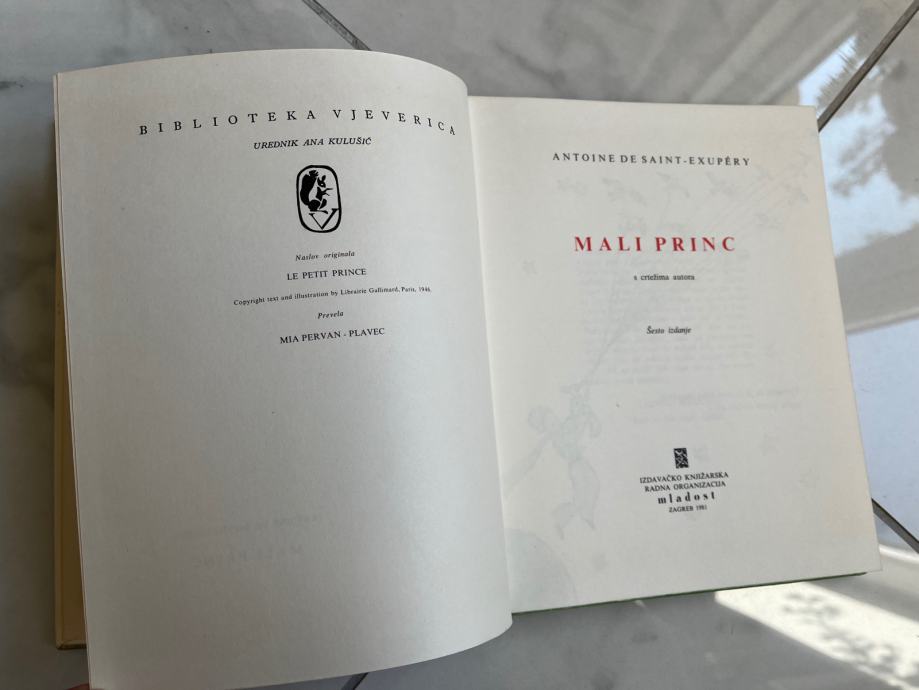 BIBLIOTEKA VJEVERICA
UREDNIK ANA KULUŠIĆ
V
Naslov originala
LE PETIT PRINCE
Copyright text and illustration by Librairie Gallimard, Paris, 1946.
Prevela
MIA PERVAN - PLAVEC
ANTOINE DE SAINT-EXUPÉRY
MALI PRINC
s crtežima autora
Šesto izdanje
IZDAVAČKO KNJIŽARSKA
RADNA ORGANIZACIJA
mladost
ZAGREB 1981